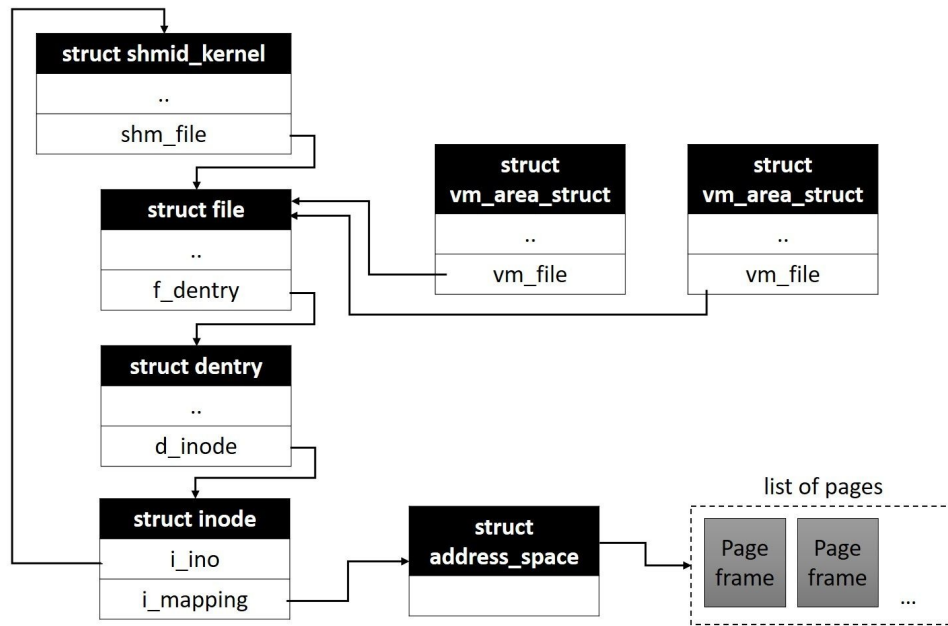 struct shmid_kernel
..
shm_file
struct file
..
f_dentry
struct
vm_area_struct
..
vm_file
struct
vm_area_struct
..
vm_file
struct dentry
..
d_inode
struct inode
i_ino
i_mapping
struct
address_space
list of pages
Page
frame
Page
frame
...